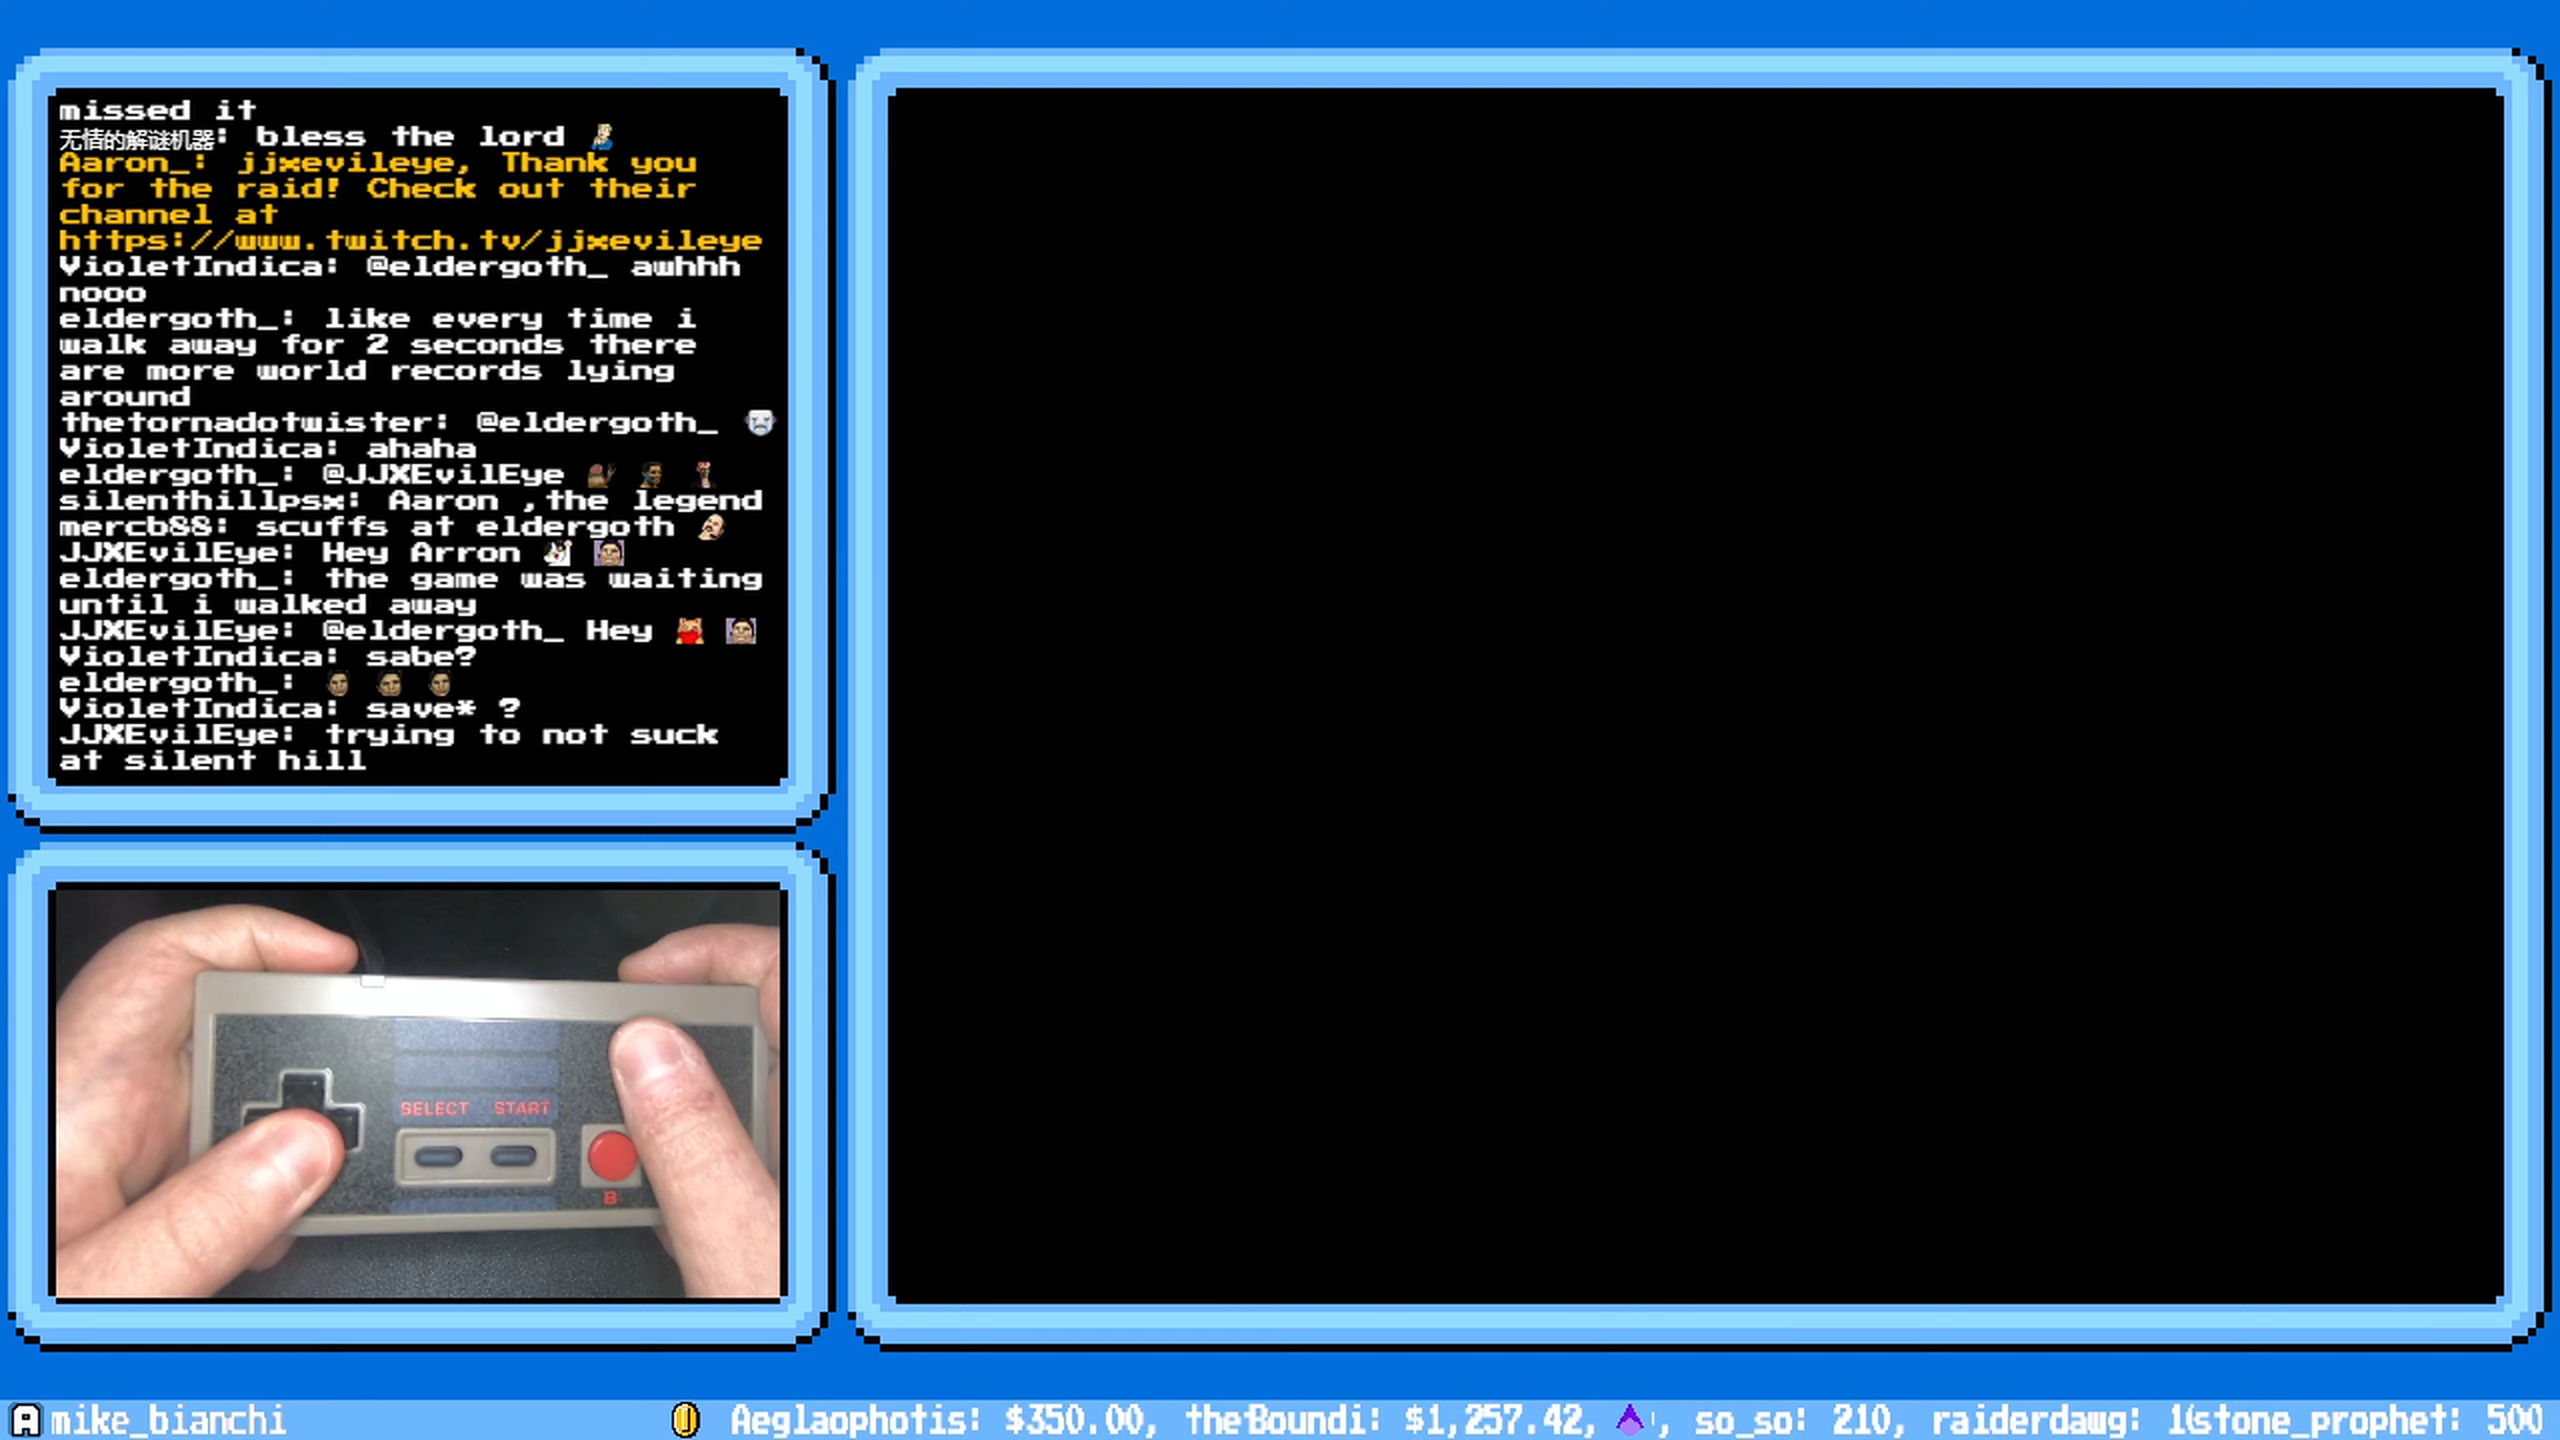 missed it
无情的解谜机器: bless the lord
Aaron_: jjxevileye, Thank you
for the raid! Check out their
channel at
https://www.twitch.tv/jjxevileye
VioletIndica: @eldergoth_ awhhh
nooo
eldergoth_: like every time i
walk away for 2 seconds there
are more world records lying
around
thetornadotwister: @eldergoth_
VioletIndica: ahaha
eldergoth_: @JJXEvilEye
silenthillpsx: Aaron ,the legend
mercb88: scuffs at eldergoth
JJXEvilEye: Hey Arron
eldergoth_: the game was waiting
until i walked away
JJXEvilEye: @eldergoth_ Hey
VioletIndica: sabe?
eldergoth_:
VioletIndica: save* ?
JJXEvilEye: trying to not suck
at silent hill
SELECT START
B
A mike_bianchi
Aeglaophotis: $350.00, theBoundi: $1,257.42, , so_so: 210, raiderdawg: stone_prophet: 500